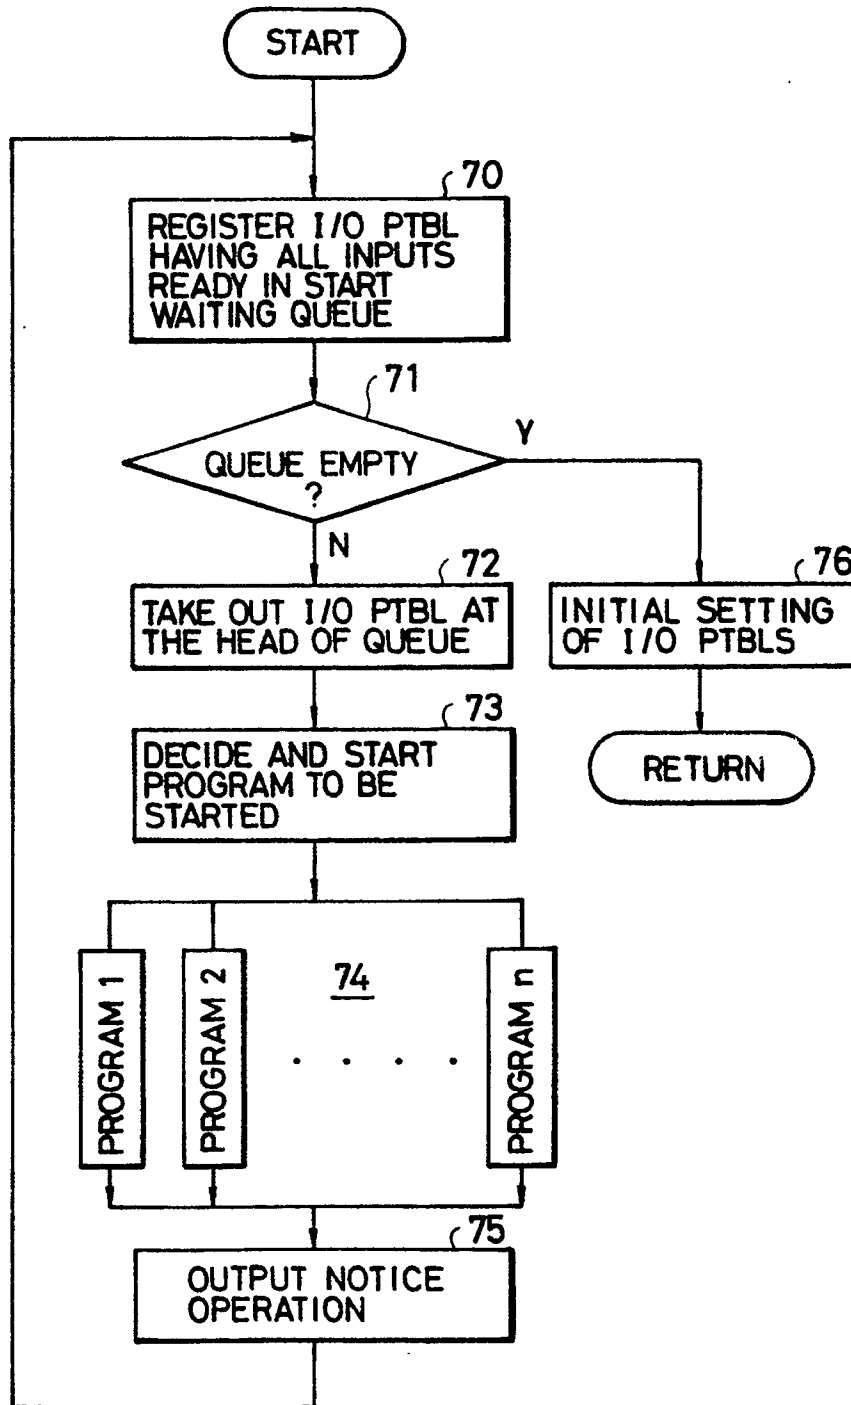 START
70
REGISTER I/O PTBL
HAVING ALL INPUTS
READY IN START
WAITING QUEUE
71
QUEUE EMPTY
?
Y
N
72
TAKE OUT I/O PTBL AT
THE HEAD OF QUEUE
76
INITIAL SETTING
OF I/O PTBLS
73
DECIDE AND START
PROGRAM TO BE
STARTED
RETURN
PROGRAM 1
PROGRAM 2
74
. . . .
PROGRAM n
75
OUTPUT NOTICE
OPERATION